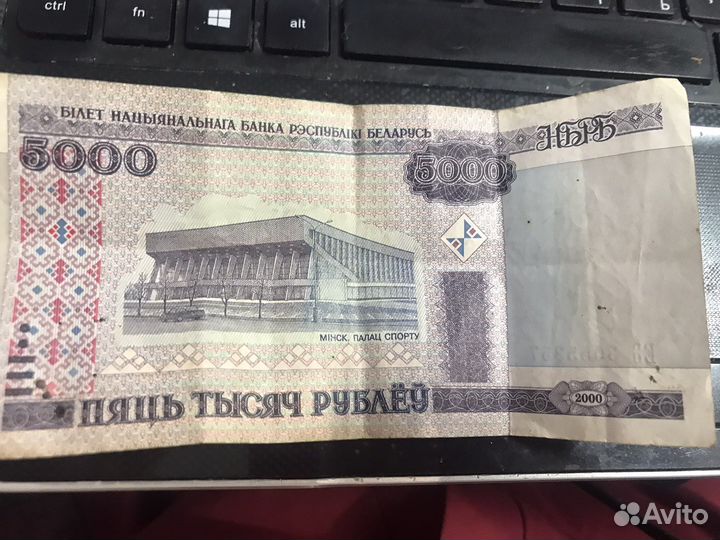 ctrl fn alt
БІЛЕТ НАЦЫЯНАЛЬНАГА БАНКА РЭСПУБЛІКІ БЕЛАРУСЬ
НБРБ
5000 5000
МІНСК. ПАЛАЦ СПОРТУ
ПЯЦЬ ТЫСЯЧ РУБЛЁЎ
2000
Avito